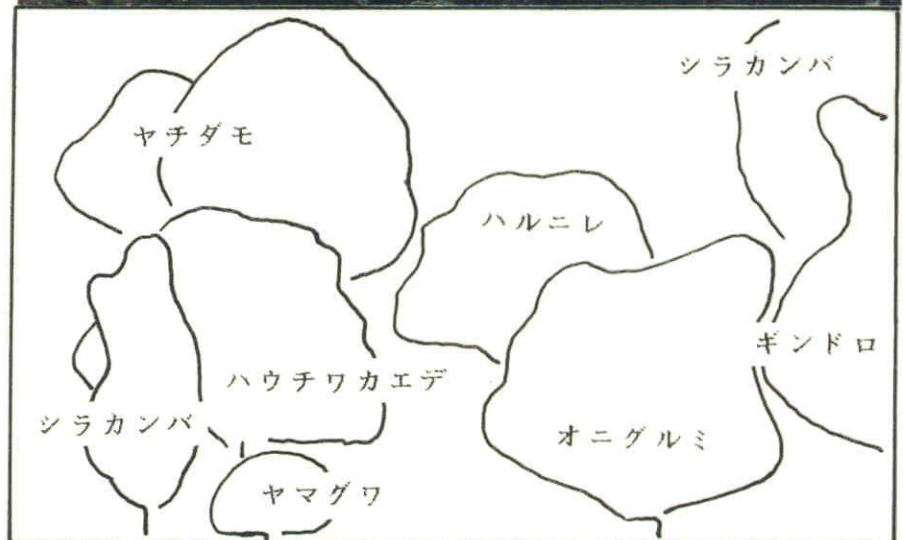 シラカンバ
ヤチダモ
ハルニレ
ギンドロ
ハウチワカエデ
シラカンバ
オニグルミ
ヤマグワ